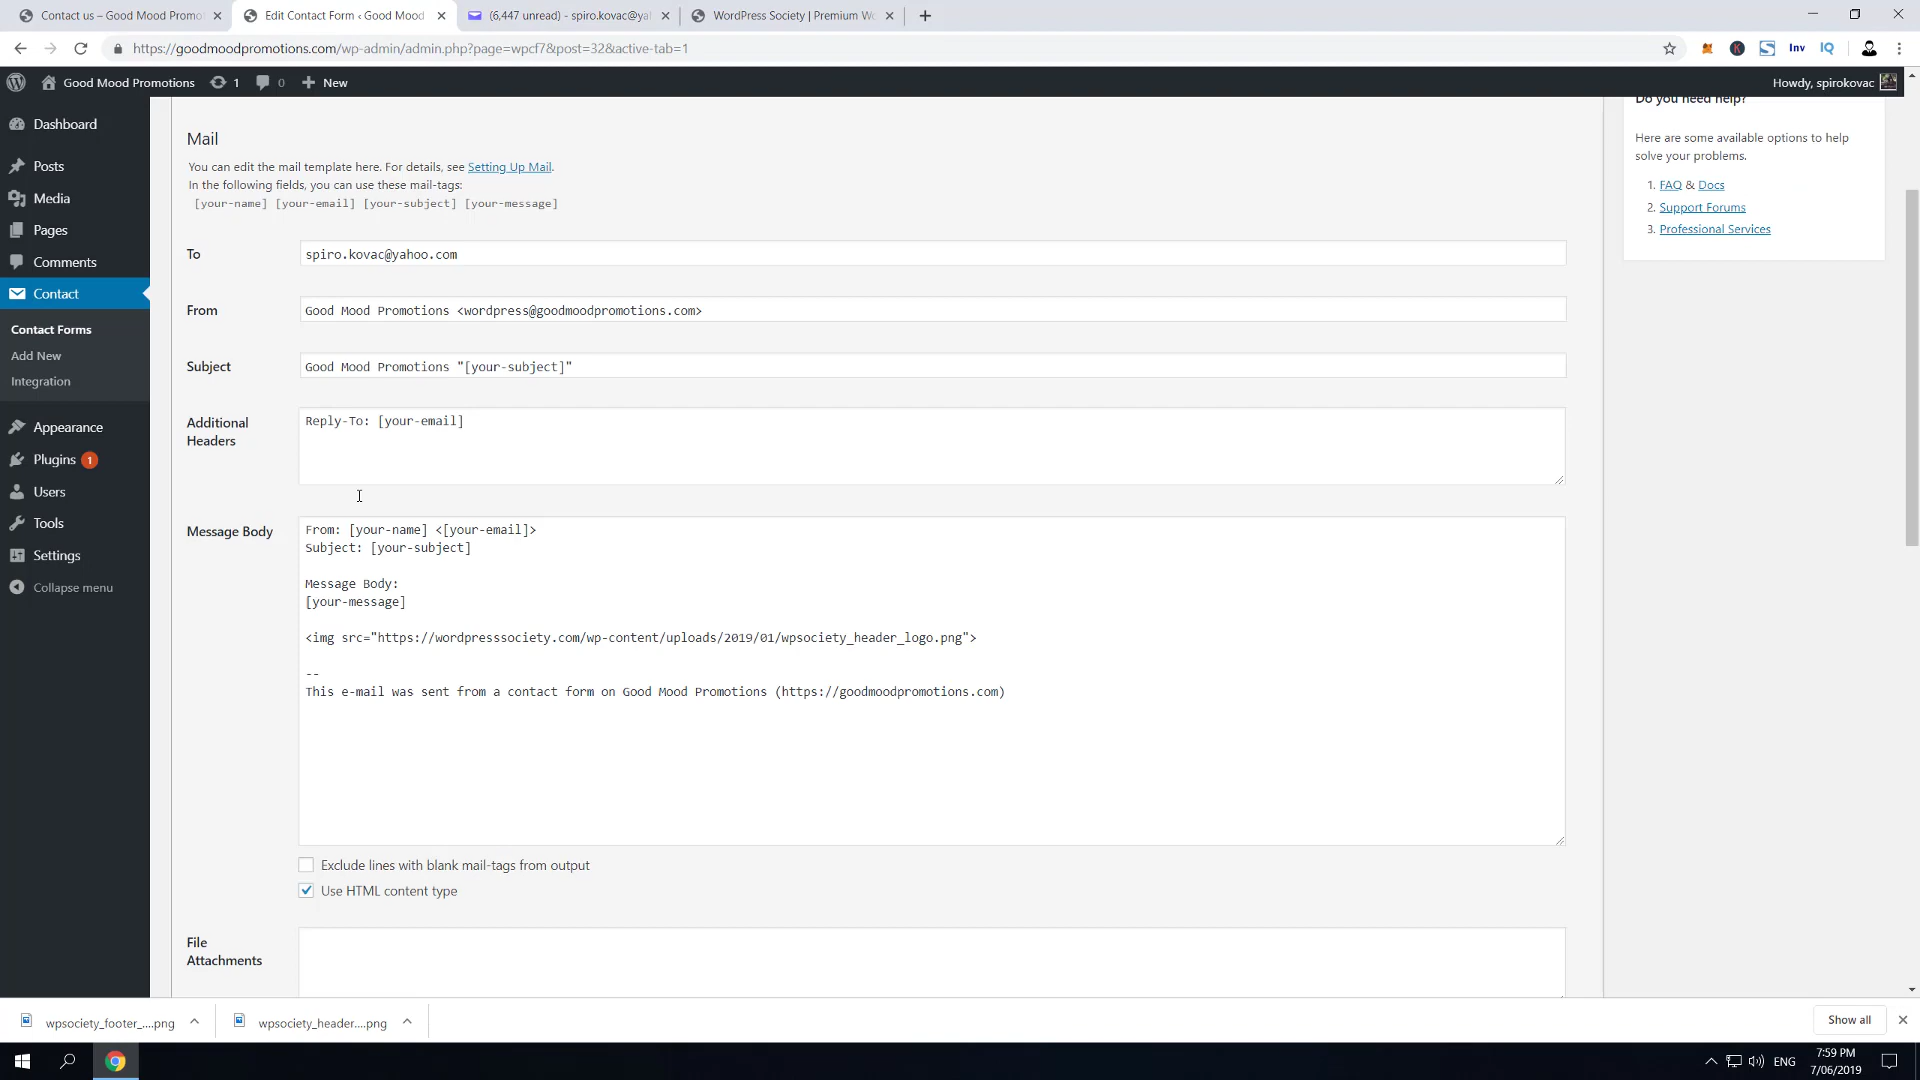 Contact us – Good Mood Promo
Edit Contact Form ‹ Good Mood
(6,447 unread) - spiro.kovac@ya
WordPress Society | Premium Wo
https://goodmoodpromotions.com/wp-admin/admin.php?page=wpcf7&post=32&active-tab=1
Inv
IQ
Good Mood Promotions
1
0
New
Howdy, spirokovac
Dashboard
Posts
Media
Pages
Comments
Contact
Contact Forms
Add New
Integration
Appearance
Plugins 1
Users
Tools
Settings
Collapse menu
Mail
You can edit the mail template here. For details, see Setting Up Mail.
In the following fields, you can use these mail-tags:
[your-name] [your-email] [your-subject] [your-message]
To
spiro.kovac@yahoo.com
From
Good Mood Promotions <wordpress@goodmoodpromotions.com>
Subject
Good Mood Promotions "[your-subject]"
Additional
Headers
Reply-To: [your-email]
Message Body
From: [your-name] <[your-email]>
Subject: [your-subject]
Message Body:
[your-message]
<img src="https://wordpresssociety.com/wp-content/uploads/2019/01/wpsociety_header_logo.png">
--
This e-mail was sent from a contact form on Good Mood Promotions (https://goodmoodpromotions.com)
Exclude lines with blank mail-tags from output
Use HTML content type
File
Attachments
Do you need help?
Here are some available options to help
solve your problems.
1. FAQ & Docs
2. Support Forums
3. Professional Services
wpsociety_footer_....png
wpsociety_header....png
Show all
ENG
7:59 PM
7/06/2019